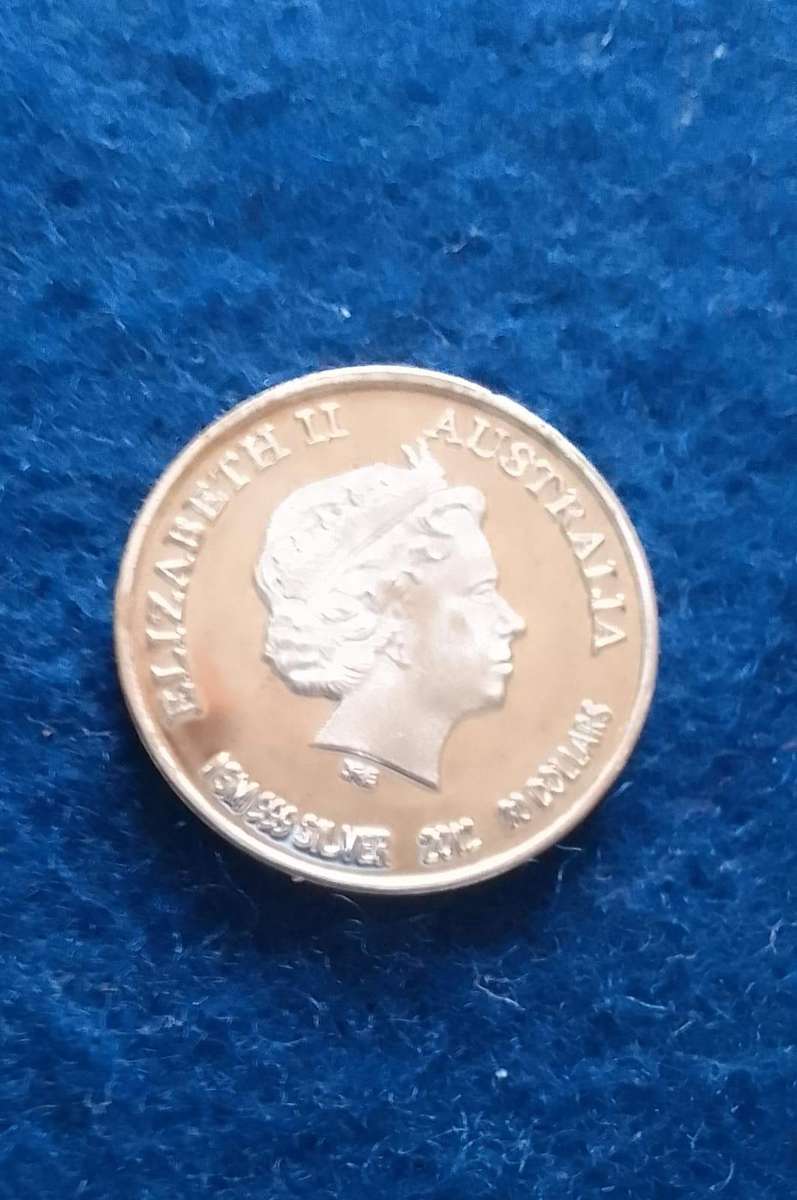 ELIZABETH II
AUSTRALIA
999 SILVER
DOLLARS